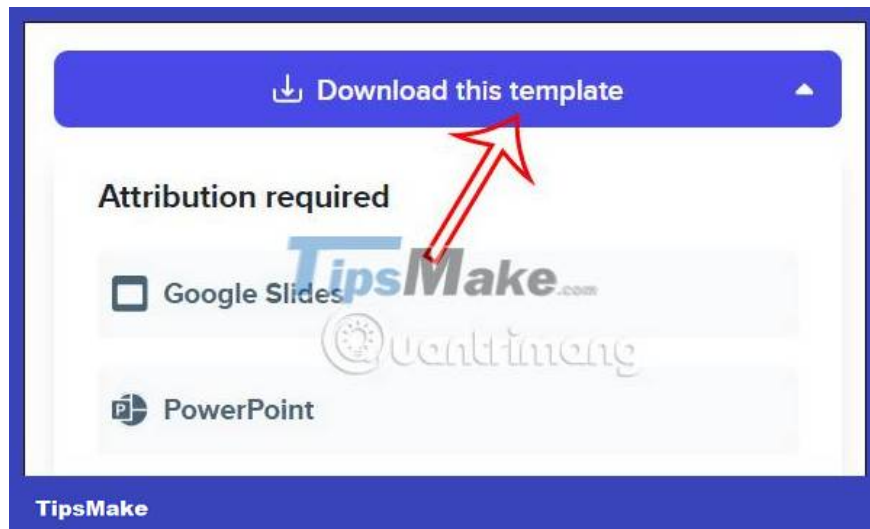 Download this template
Attribution required
TipsMake.com
Google Slides
Quantrimang
PowerPoint
TipsMake